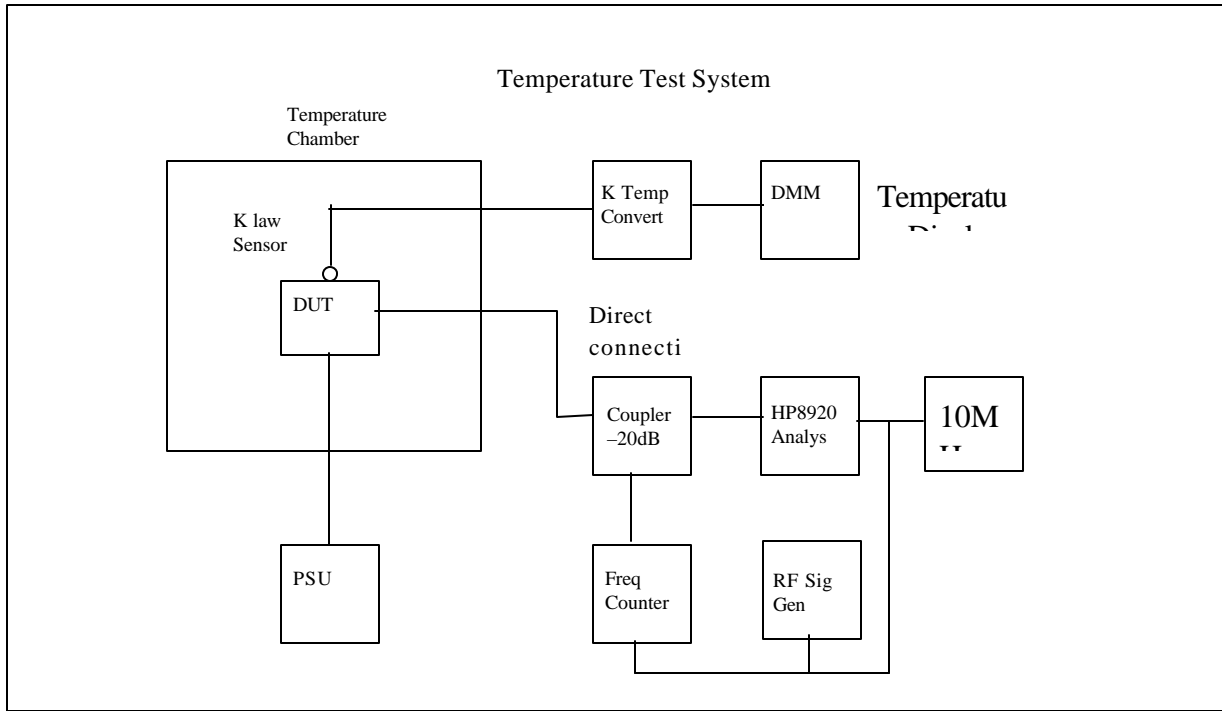 Temperature Test System
Temperature
Chamber
K law
Sensor
K Temp
Convert
DMM
Temperatu
DUT
Direct
connecti
Coupler
–20dB
HP8920
Analys
10M
PSU
Freq
Counter
RF Sig
Gen